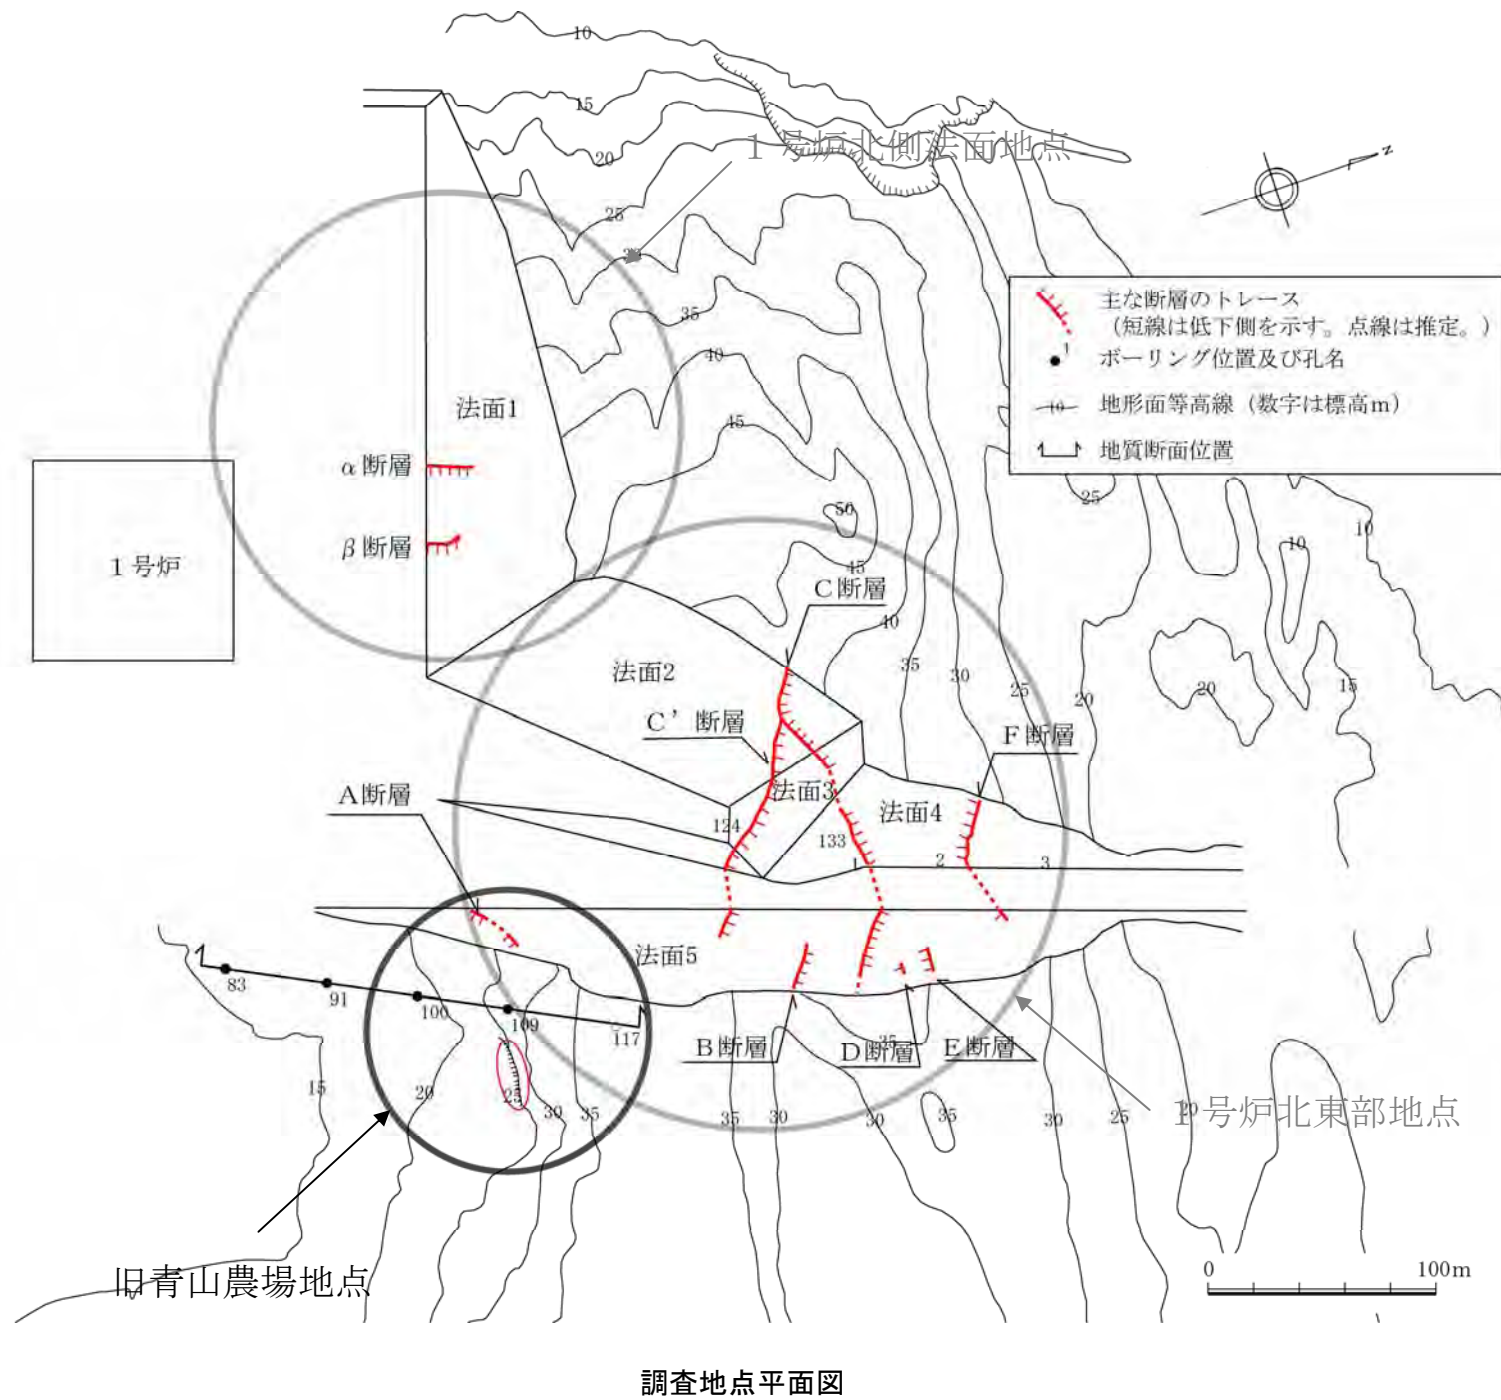 10
15
1号炉北側法面地点
20
N
25
30
主な断層のトレース
(短線は低下側を示す。点線は推定。)
1
ボーリング位置及び孔名
10
地形面等高線(数字は標高m)
地質断面位置
35
40
法面1
45
α断層
25
50
10
β断層
10
1号炉
45
C断層
40
35
法面2
30
25
20
20
15
C’断層
F断層
法面3
A断層
法面4
124
133
1
2
3
法面5
83
91
100
109
117
B断層
35
D断層
E断層
15
20
25
30
35
35
30
30
35
30
25
20
1号炉北東部地点
旧青山農場地点
0
100m
調査地点平面図